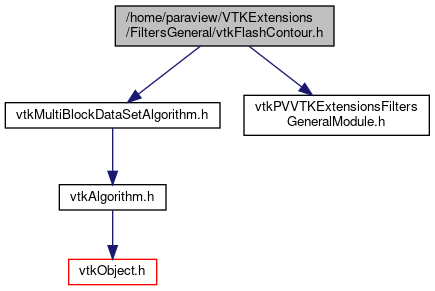 /home/paraview/VTKExtensions
/FiltersGeneral/vtkFlashContour.h
vtkMultiBlockDataSetAlgorithm.h
vtkPVVTKExtensionsFilters
GeneralModule.h
vtkAlgorithm.h
vtkObject.h